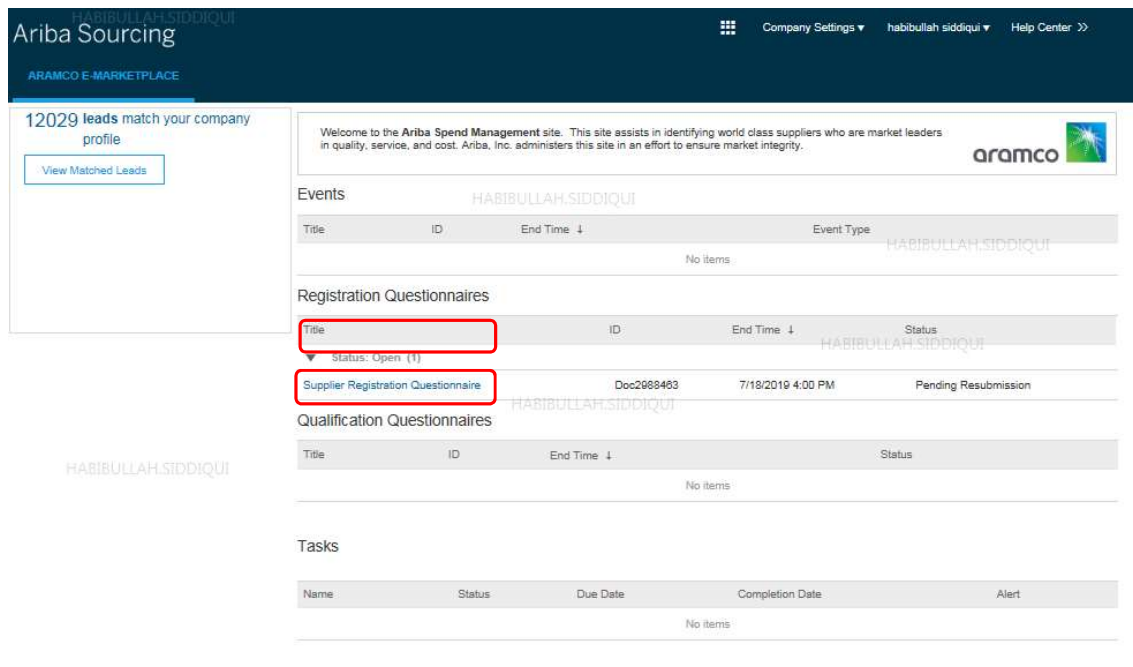 HABIBULLAH.SIDDIQUI
Ariba Sourcing
Company Settings ▾ habibullah siddiqui ▾ Help Center >>
ARAMCO E-MARKETPLACE
12029 leads match your company
profile
View Matched Leads
Welcome to the Ariba Spend Management site. This site assists in identifying world class suppliers who are market leaders
in quality, service, and cost. Ariba, Inc. administers this site in an effort to ensure market integrity.
aramco
Events
HABIBULLAH.SIDDIQUI
Title ID End Time ↓ Event Type
HABIBULLAH.SIDDIQUI
No items
Registration Questionnaires
Title ID End Time ↓ Status
HABIBULLAH.SIDDIQUI
▼ Status: Open (1)
Supplier Registration Questionnaire Doc2988463 7/18/2019 4:00 PM Pending Resubmission
HABIBULLAH.SIDDIQUI
Qualification Questionnaires
Title ID End Time ↓ Status
HABIBULLAH.SIDDIQUI
No items
Tasks
Name Status Due Date Completion Date Alert
No items